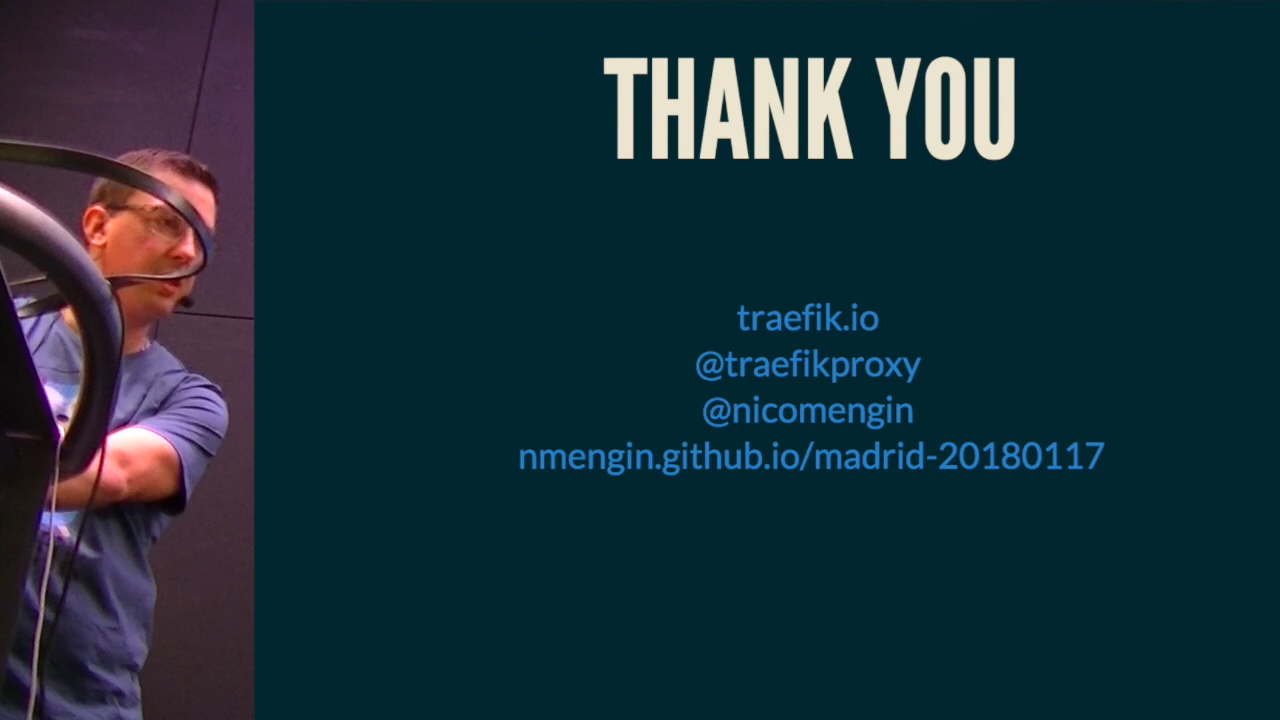 THANK YOU
traefik.io
@traefikproxy
@nicomengin
nmengin.github.io/madrid-20180117